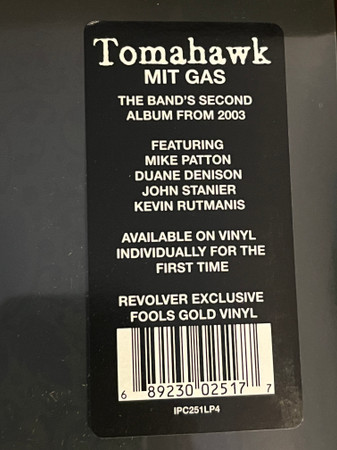 Tomahawk
MIT GAS
THE BAND'S SECOND
ALBUM FROM 2003
FEATURING
MIKE PATTON
DUANE DENISON
JOHN STANIER
KEVIN RUTMANIS
AVAILABLE ON VINYL
INDIVIDUALLY FOR THE
FIRST TIME
REVOLVER EXCLUSIVE
FOOLS GOLD VINYL
6 89230 02517 7
IPC251LP4